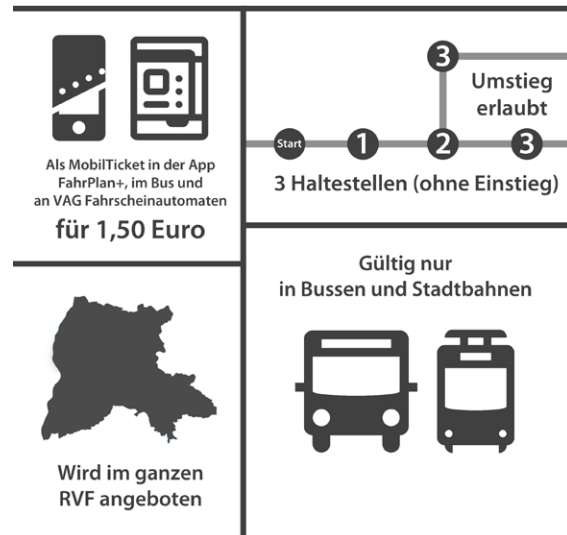 Als MobilTicket in der App
FahrPlan+, im Bus und
an VAG Fahrscheinautomaten
für 1,50 Euro
3
Umstieg
erlaubt
Start
1
2
3
3 Haltestellen (ohne Einstieg)
Wird im ganzen
RVF angeboten
Gültig nur
in Bussen und Stadtbahnen